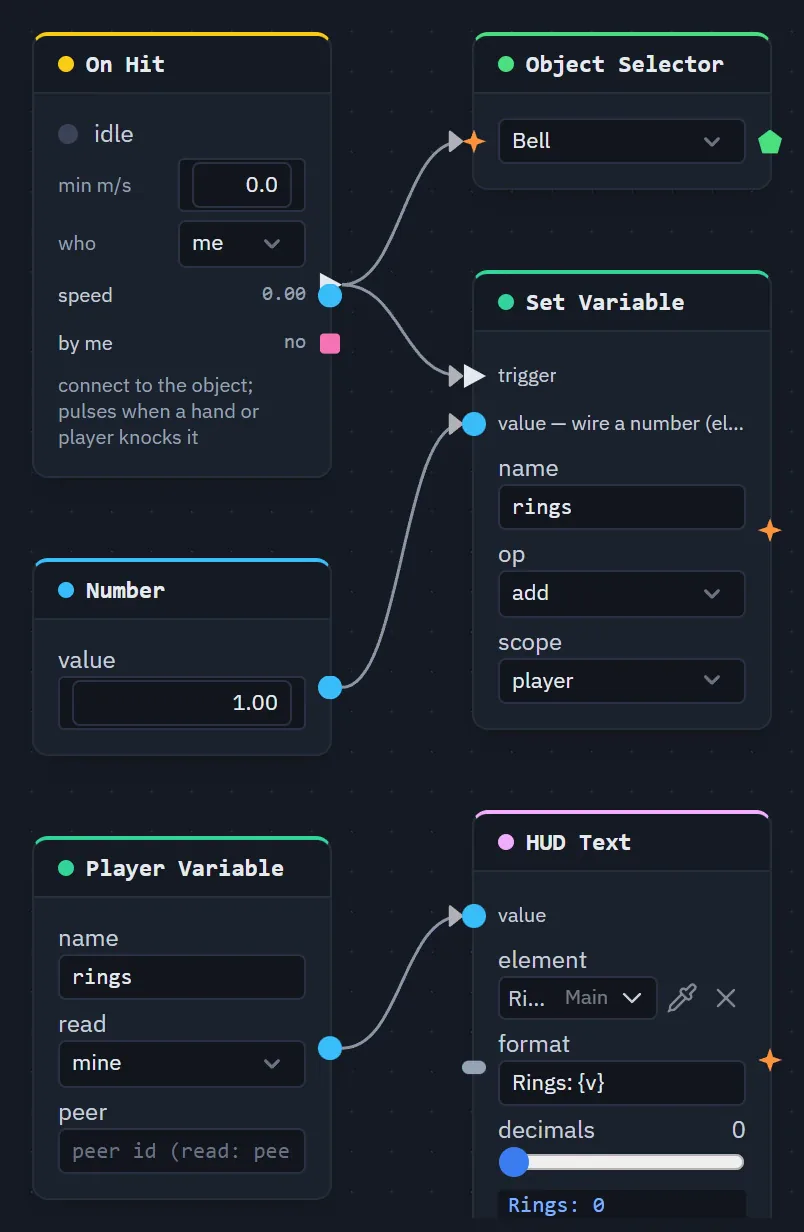 On Hit
idle
min m/s 0.0
who me
speed 0.00
by me no
connect to the object;
pulses when a hand or
player knocks it
Object Selector
Bell
Set Variable
trigger
value — wire a number (el...
name
rings
op
add
scope
player
Number
value
1.00
Player Variable
name
rings
read
mine
peer
peer id (read: pee
HUD Text
value
element
Ri... Main
format
Rings: {v}
decimals 0
Rings: 0